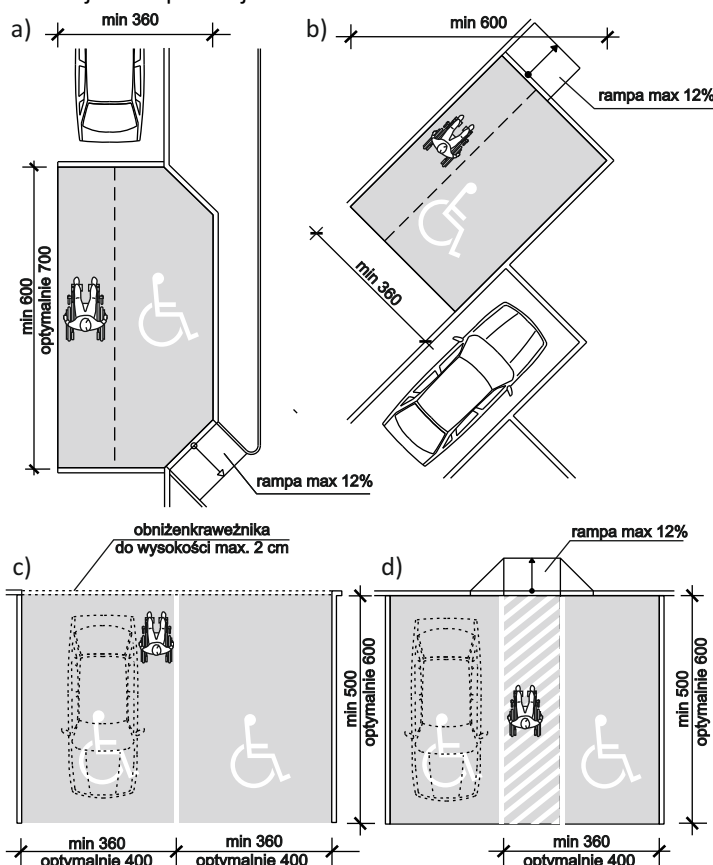 a)
min 360
b)
min 600
rampa max 12%
min 600
optymalnie 700
min 360
rampa max 12%
obniżenkraweżnika
do wysokości max. 2 cm
c)
d)
rampa max 12%
min 500
optymalnie 600
min 500
optymalnie 600
min 360
optymalnie 400
min 360
optymalnie 400
min 360
optymalnie 400